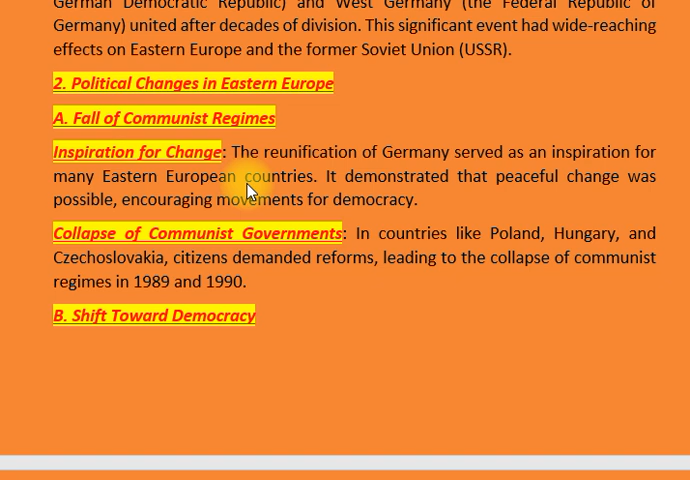 German Democratic Republic) and West Germany (the Federal Republic of
Germany) united after decades of division. This significant event had wide-reaching
effects on Eastern Europe and the former Soviet Union (USSR).
2. Political Changes in Eastern Europe
A. Fall of Communist Regimes
Inspiration for Change: The reunification of Germany served as an inspiration for
many Eastern European countries. It demonstrated that peaceful change was
possible, encouraging movements for democracy.
Collapse of Communist Governments: In countries like Poland, Hungary, and
Czechoslovakia, citizens demanded reforms, leading to the collapse of communist
regimes in 1989 and 1990.
B. Shift Toward Democracy